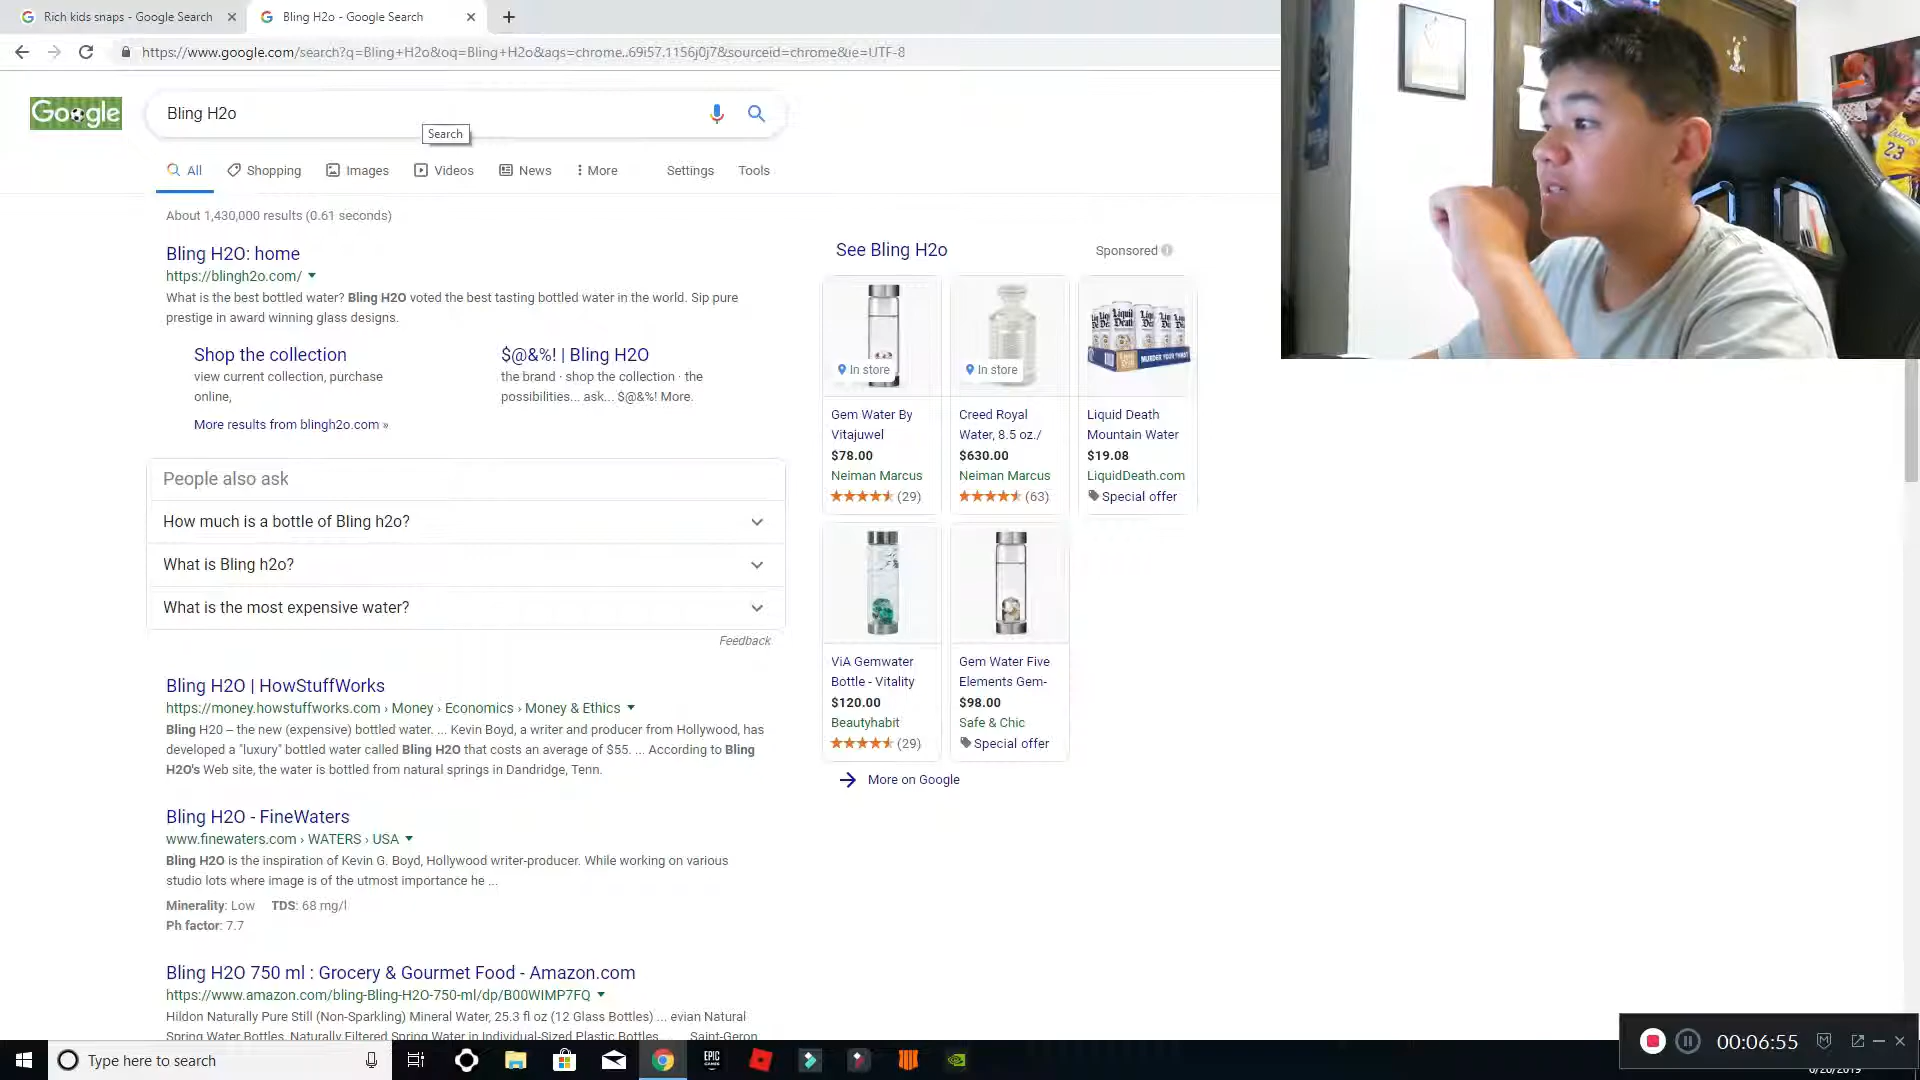 Rich kids snaps - Google Search
Bling H2o - Google Search
https://www.google.com/search?q=Bling+H2o&oq=Bling+H2o&aqs=chrome..69i57.1156j0j7&sourceid=chrome&ie=UTF-8
Google
Bling H2o
Search
All
Shopping
Images
Videos
News
More
Settings
Tools
About 1,430,000 results (0.61 seconds)
Bling H2O: home
https://blingh2o.com/
What is the best bottled water? Bling H2O voted the best tasting bottled water in the world. Sip pure
prestige in award winning glass designs.
Shop the collection
view current collection, purchase
online,
$@&%! | Bling H2O
the brand · shop the collection · the
possibilities... ask... $@&%! More.
More results from blingh2o.com »
People also ask
How much is a bottle of Bling h2o?
What is Bling h2o?
What is the most expensive water?
Feedback
Bling H2O | HowStuffWorks
https://money.howstuffworks.com › Money › Economics › Money & Ethics
Bling H20 – the new (expensive) bottled water. ... Kevin Boyd, a writer and producer from Hollywood, has
developed a "luxury" bottled water called Bling H2O that costs an average of $55. ... According to Bling
H2O's Web site, the water is bottled from natural springs in Dandridge, Tenn.
Bling H2O - FineWaters
www.finewaters.com › WATERS › USA
Bling H2O is the inspiration of Kevin G. Boyd, Hollywood writer-producer. While working on various
studio lots where image is of the utmost importance he ...
Minerality: Low TDS: 68 mg/l
Ph factor: 7.7
Bling H2O 750 ml : Grocery & Gourmet Food - Amazon.com
https://www.amazon.com/bling-Bling-H2O-750-ml/dp/B00WIMP7FQ
Hildon Naturally Pure Still (Non-Sparkling) Mineral Water, 25.3 fl oz (12 Glass Bottles) ... evian Natural
Spring Water Bottles, Naturally Filtered Spring Water in Individual-Sized Plastic Bottles. Saint-Geron
See Bling H2o
Sponsored
In store
Gem Water By
Vitajuwel
$78.00
Neiman Marcus
(29)
In store
Creed Royal
Water, 8.5 oz./
$630.00
Neiman Marcus
(63)
Liquid
Death
MURDER YOUR THIRST
Liquid Death
Mountain Water
$19.08
LiquidDeath.com
Special offer
ViA Gemwater
Bottle - Vitality
$120.00
Beautyhabit
(29)
Gem Water Five
Elements Gem-
$98.00
Safe & Chic
Special offer
More on Google
LAKERS
23
Type here to search
EPIC
GAMES
00:06:55